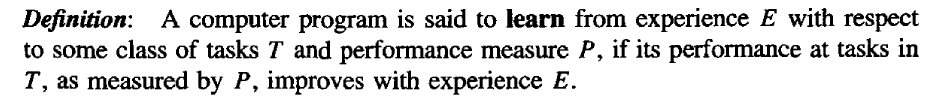 Definition: A computer program is said to learn from experience E with respect
to some class of tasks T and performance measure P, if its performance at tasks in
T, as measured by P, improves with experience E.